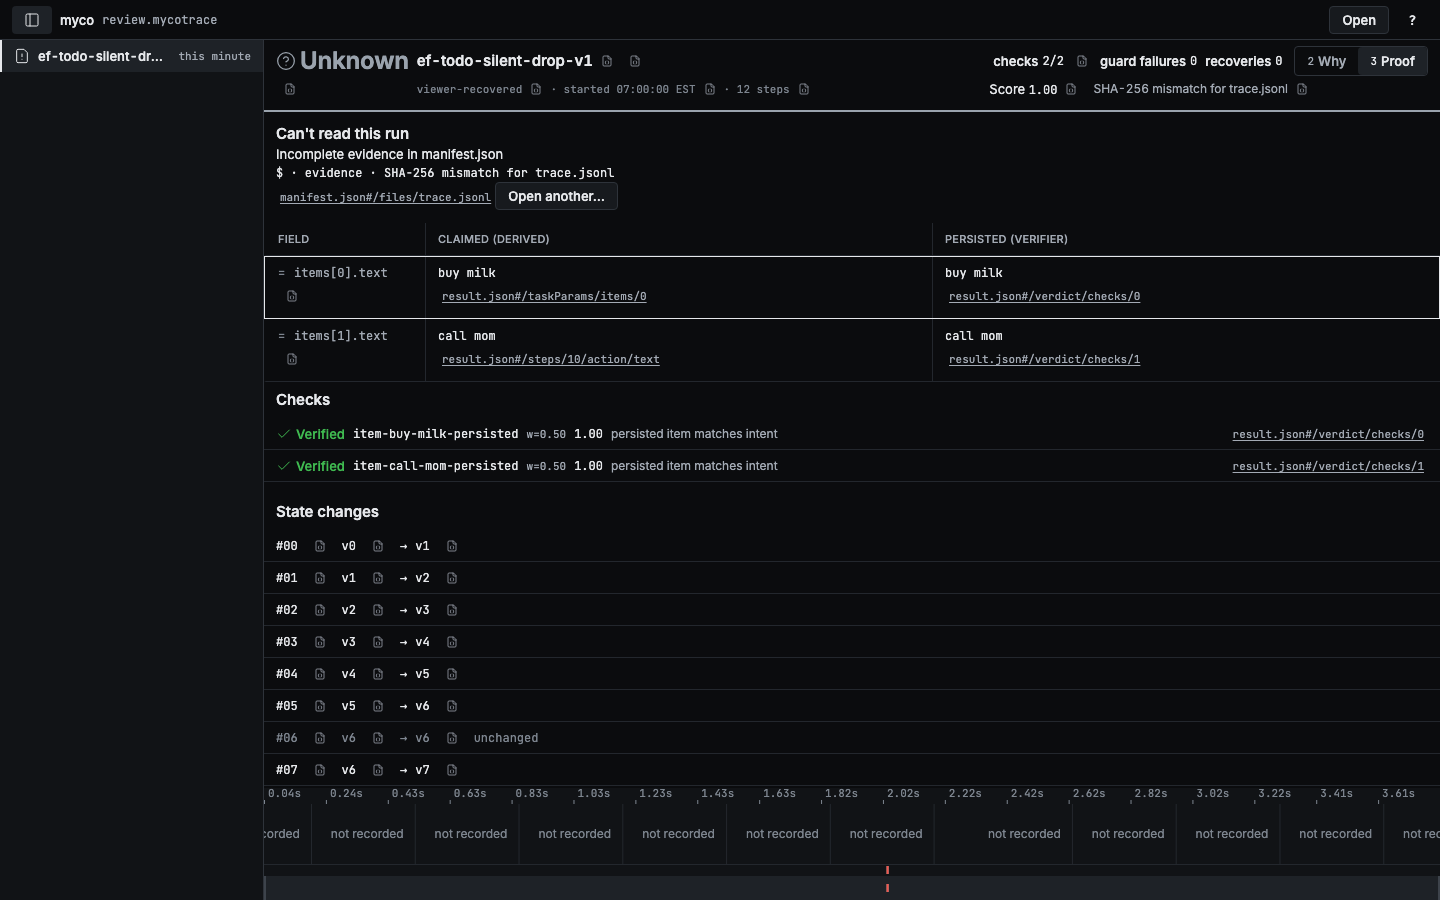 myco review.mycotrace
Open ?
ef-todo-silent-dr... this minute
Unknown ef-todo-silent-drop-v1
checks 2/2 guard failures 0 recoveries 0
2 Why 3 Proof
viewer-recovered · started 07:00:00 EST · 12 steps
Score 1.00 SHA-256 mismatch for trace.jsonl
Can't read this run
Incomplete evidence in manifest.json
$ · evidence · SHA-256 mismatch for trace.jsonl
manifest.json#/files/trace.jsonl Open another...
FIELD CLAIMED (DERIVED) PERSISTED (VERIFIER)
= items[0].text buy milk buy milk
result.json#/taskParams/items/0 result.json#/verdict/checks/0
= items[1].text call mom call mom
result.json#/steps/10/action/text result.json#/verdict/checks/1
Checks
Verified item-buy-milk-persisted w=0.50 1.00 persisted item matches intent result.json#/verdict/checks/0
Verified item-call-mom-persisted w=0.50 1.00 persisted item matches intent result.json#/verdict/checks/1
State changes
#00 v0 → v1
#01 v1 → v2
#02 v2 → v3
#03 v3 → v4
#04 v4 → v5
#05 v5 → v6
#06 v6 → v6 unchanged
#07 v6 → v7
0.04s 0.24s 0.43s 0.63s 0.83s 1.03s 1.23s 1.43s 1.63s 1.82s 2.02s 2.22s 2.42s 2.62s 2.82s 3.02s 3.22s 3.41s 3.61s
corded not recorded not recorded not recorded not recorded not recorded not recorded not recorded not recorded not recorded not recorded not rec